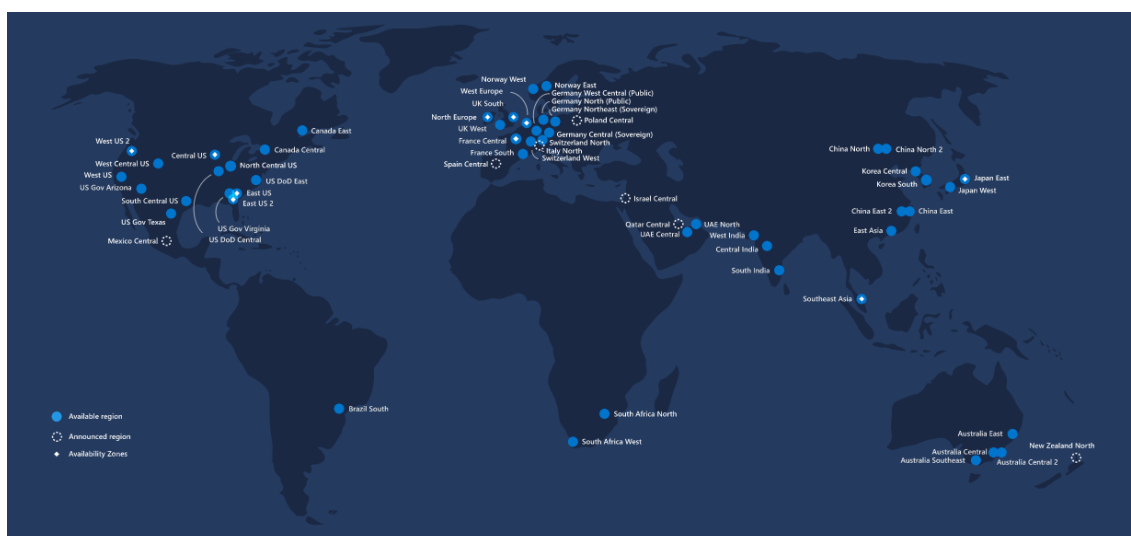 Norway West
Norway East
West Europe
Germany West Central (Public)
UK South
Germany North (Public)
Germany Northeast (Sovereign)
North Europe
Poland Central
UK West
Germany Central (Sovereign)
France Central
Switzerland North
Italy North
France South
Switzerland West
Spain Central
Canada East
West US 2
Canada Central
Central US
West Central US
North Central US
West US
US DoD East
US Gov Arizona
East US
South Central US
East US 2
US Gov Texas
US Gov Virginia
Mexico Central
US DoD Central
Israel Central
Qatar Central
UAE North
UAE Central
West India
Central India
South India
China North
China North 2
Korea Central
Korea South
Japan East
Japan West
China East 2
China East
East Asia
Southeast Asia
Brazil South
South Africa North
South Africa West
Australia East
New Zealand North
Australia Central
Australia Southeast
Australia Central 2
Available region
Announced region
Availability Zones